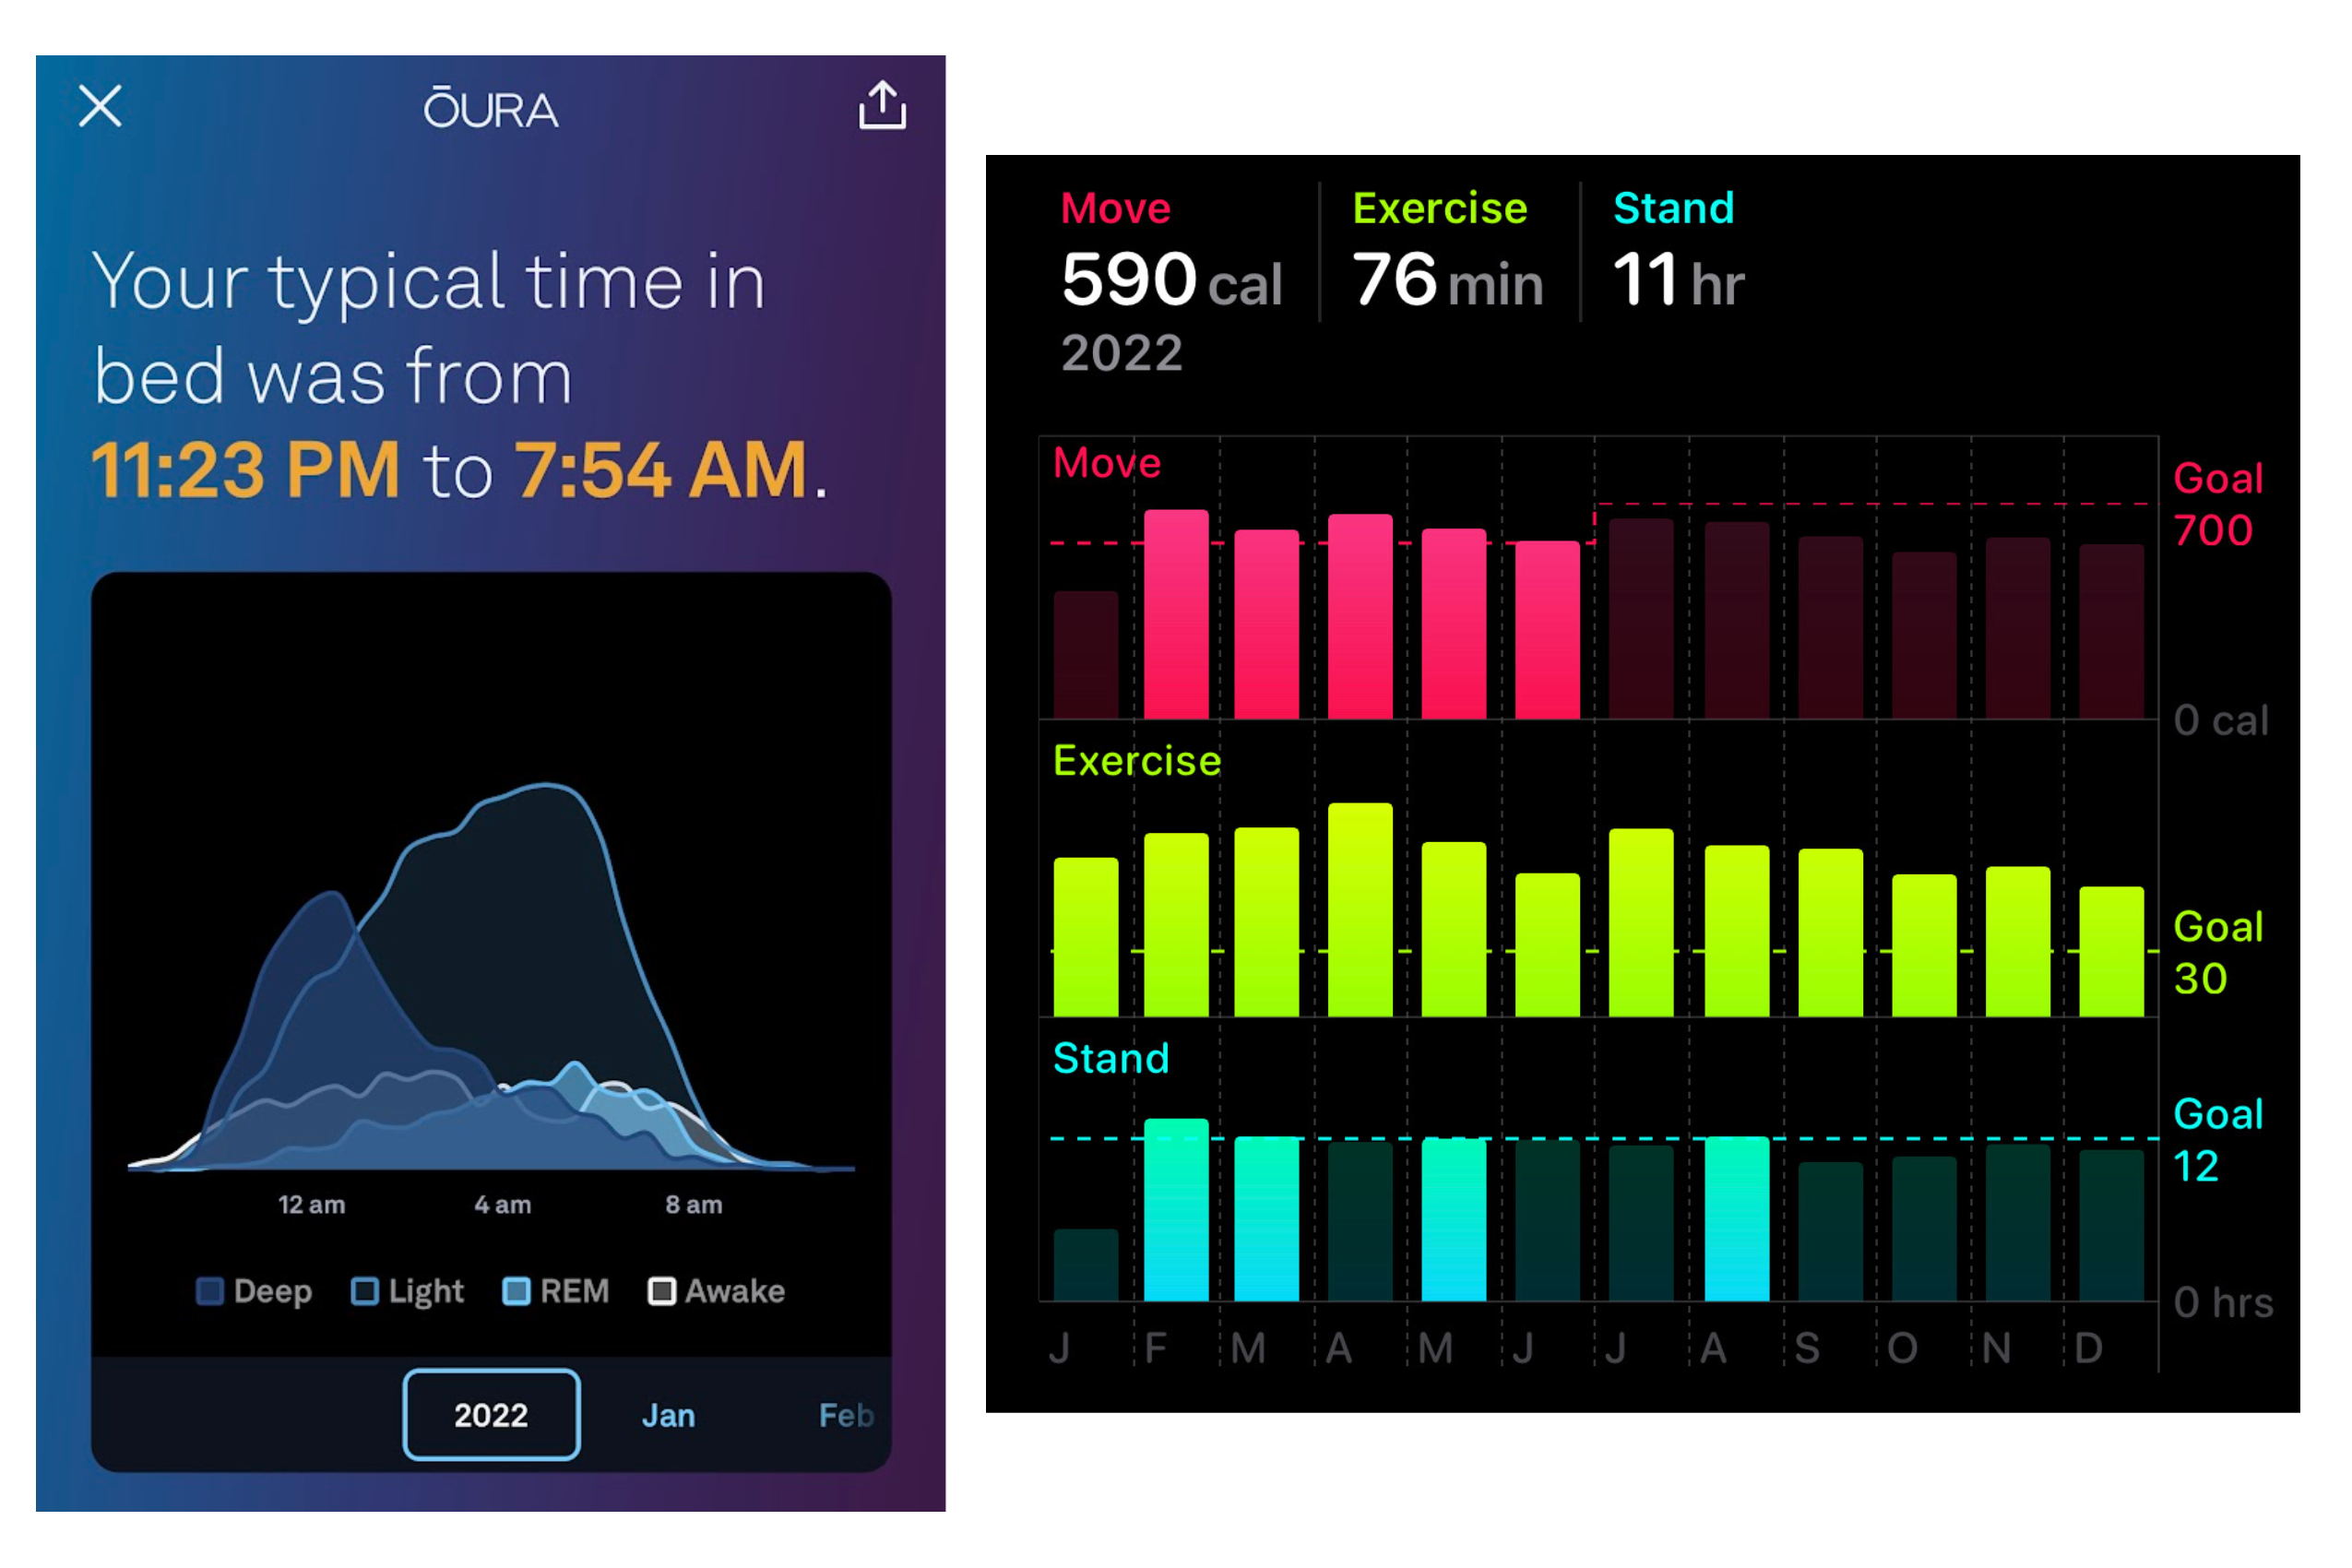 ŌURA
Your typical time in
bed was from
11:23 PM to 7:54 AM.
12 am 4 am 8 am
Deep Light REM Awake
2022 Jan Feb
Move Exercise Stand
590 cal 76 min 11 hr
2022
Move
Goal
700
0 cal
Exercise
Goal
30
Stand
Goal
12
0 hrs
J F M A M J J A S O N D